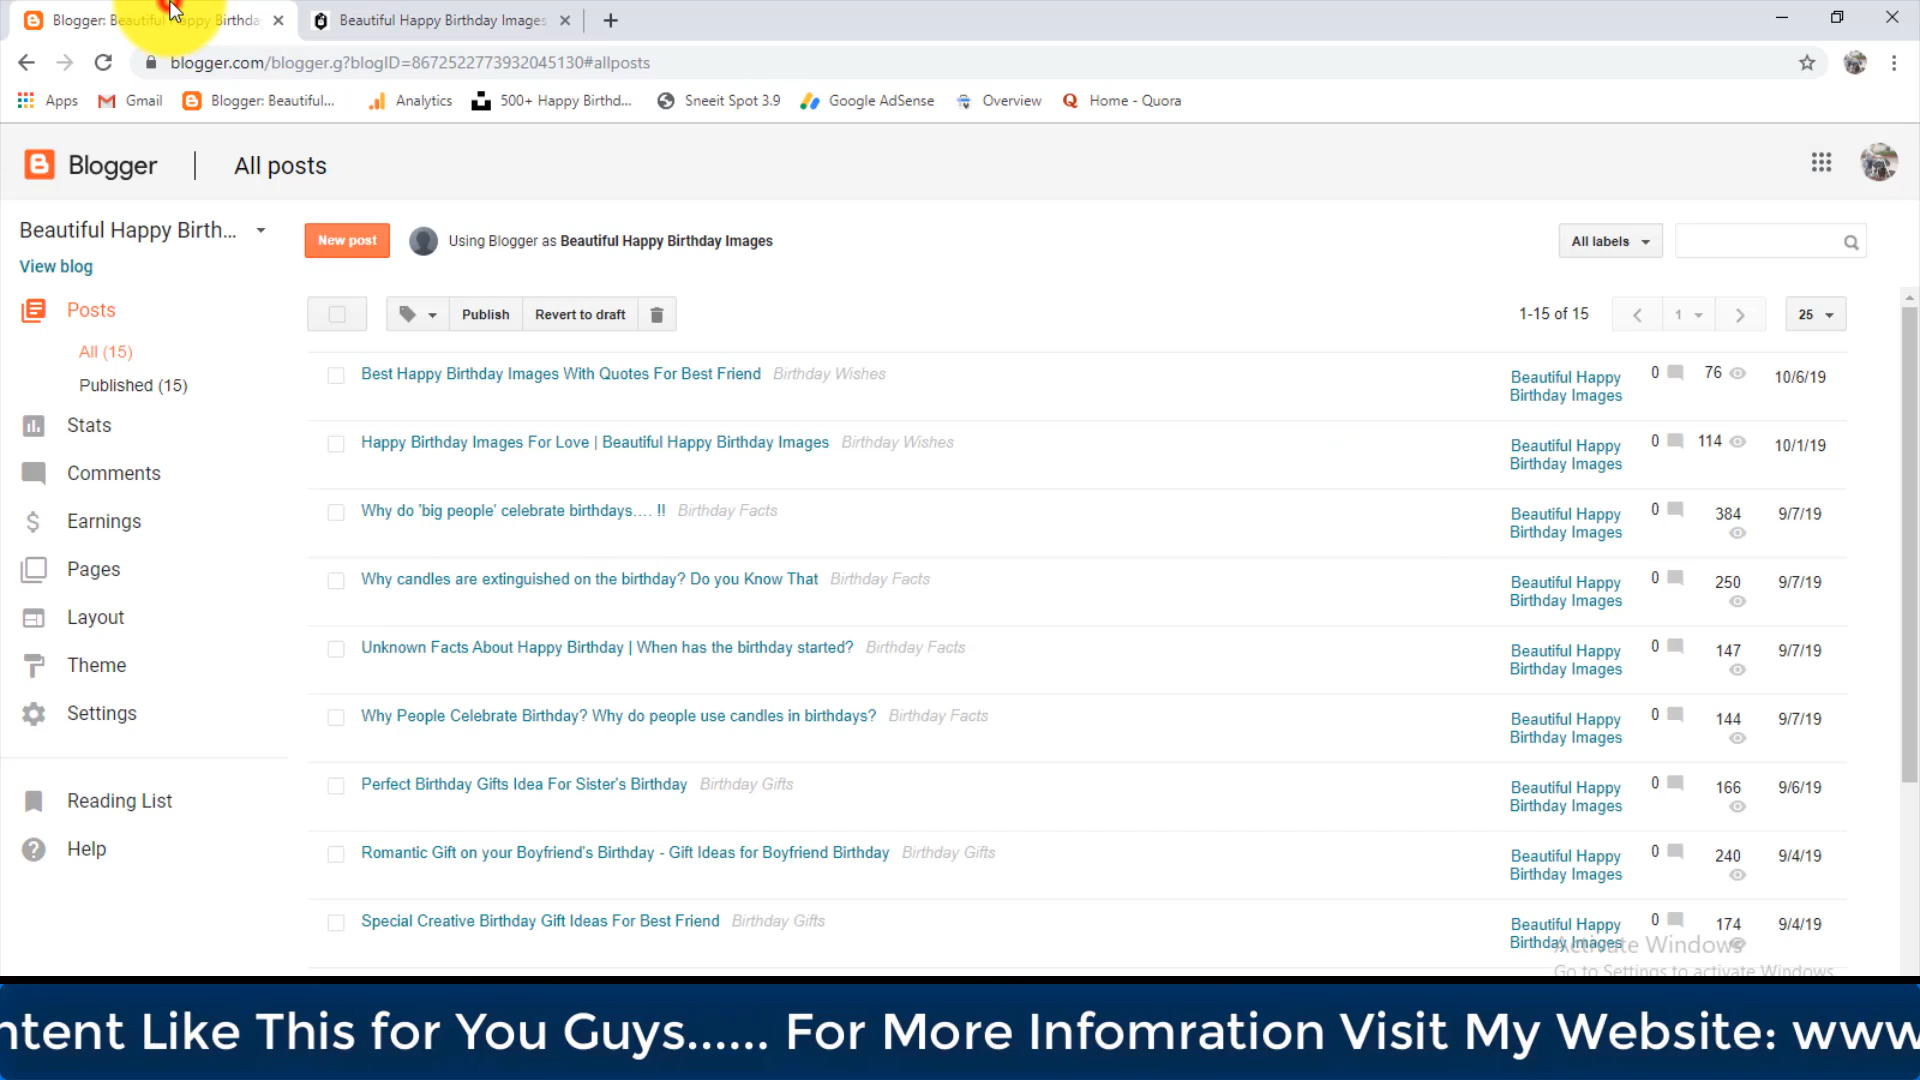 Blogger: Beautiful Happy Birthda
Beautiful Happy Birthday Images
blogger.com/blogger.g?blogID=8672522773932045130#allposts
Apps
Gmail
Blogger: Beautiful...
Analytics
500+ Happy Birthd...
Sneeit Spot 3.9
Google AdSense
Overview
Home - Quora
Blogger
All posts
Beautiful Happy Birth...
View blog
New post
Using Blogger as Beautiful Happy Birthday Images
All labels
Posts
All (15)
Published (15)
Stats
Comments
Earnings
Pages
Layout
Theme
Settings
Reading List
Help
Publish
Revert to draft
1-15 of 15
1
25
Best Happy Birthday Images With Quotes For Best Friend Birthday Wishes
Beautiful Happy
Birthday Images
0 76 10/6/19
Happy Birthday Images For Love | Beautiful Happy Birthday Images Birthday Wishes
Beautiful Happy
Birthday Images
0 114 10/1/19
Why do 'big people' celebrate birthdays.... !! Birthday Facts
Beautiful Happy
Birthday Images
0 384 9/7/19
Why candles are extinguished on the birthday? Do you Know That Birthday Facts
Beautiful Happy
Birthday Images
0 250 9/7/19
Unknown Facts About Happy Birthday | When has the birthday started? Birthday Facts
Beautiful Happy
Birthday Images
0 147 9/7/19
Why People Celebrate Birthday? Why do people use candles in birthdays? Birthday Facts
Beautiful Happy
Birthday Images
0 144 9/7/19
Perfect Birthday Gifts Idea For Sister's Birthday Birthday Gifts
Beautiful Happy
Birthday Images
0 166 9/6/19
Romantic Gift on your Boyfriend's Birthday - Gift Ideas for Boyfriend Birthday Birthday Gifts
Beautiful Happy
Birthday Images
0 240 9/4/19
Special Creative Birthday Gift Ideas For Best Friend Birthday Gifts
Beautiful Happy
Birthday Images
0 174 9/4/19
Activate Windows
Go to Settings to activate Windows.
ntent Like This for You Guys...... For More Infomration Visit My Website: www